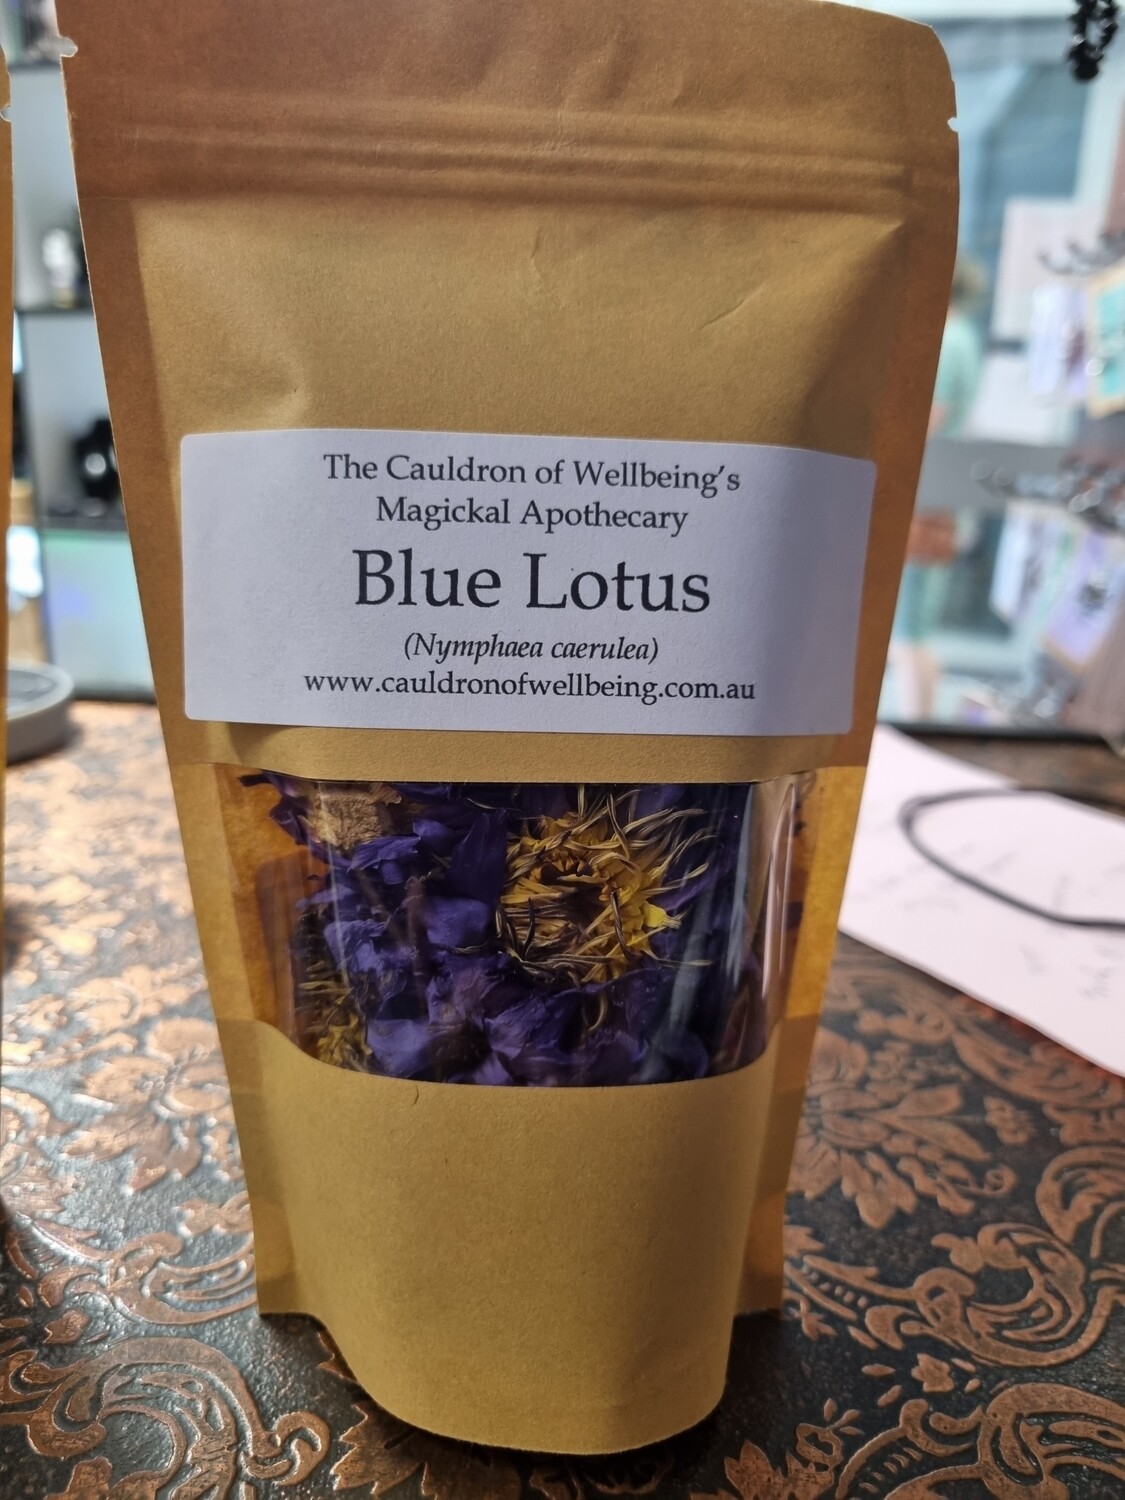 The Cauldron of Wellbeing's
Magickal Apothecary
Blue Lotus
(Nymphaea caerulea)
www.cauldronofwellbeing.com.au